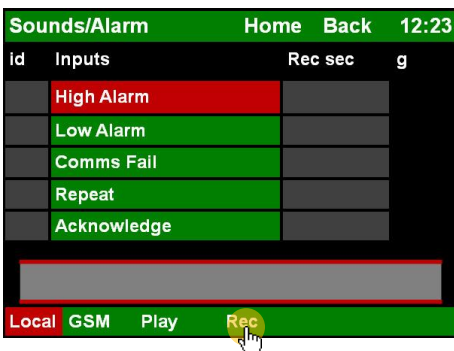 Sounds/Alarm Home Back 12:23
id Inputs Rec sec g
High Alarm
Low Alarm
Comms Fail
Repeat
Acknowledge
Local GSM Play Rec